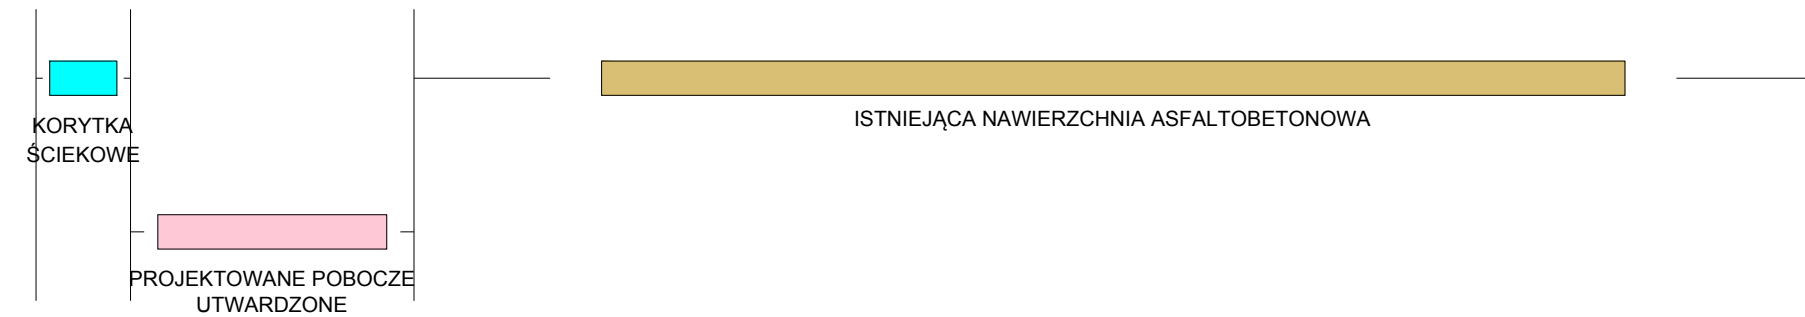 KORYTKA
ŚCIEKOWE
ISTNIEJĄCA NAWIERZCHNIA ASFALTOBETONOWA
PROJEKTOWANE POBOCZE
UTWARDZONE